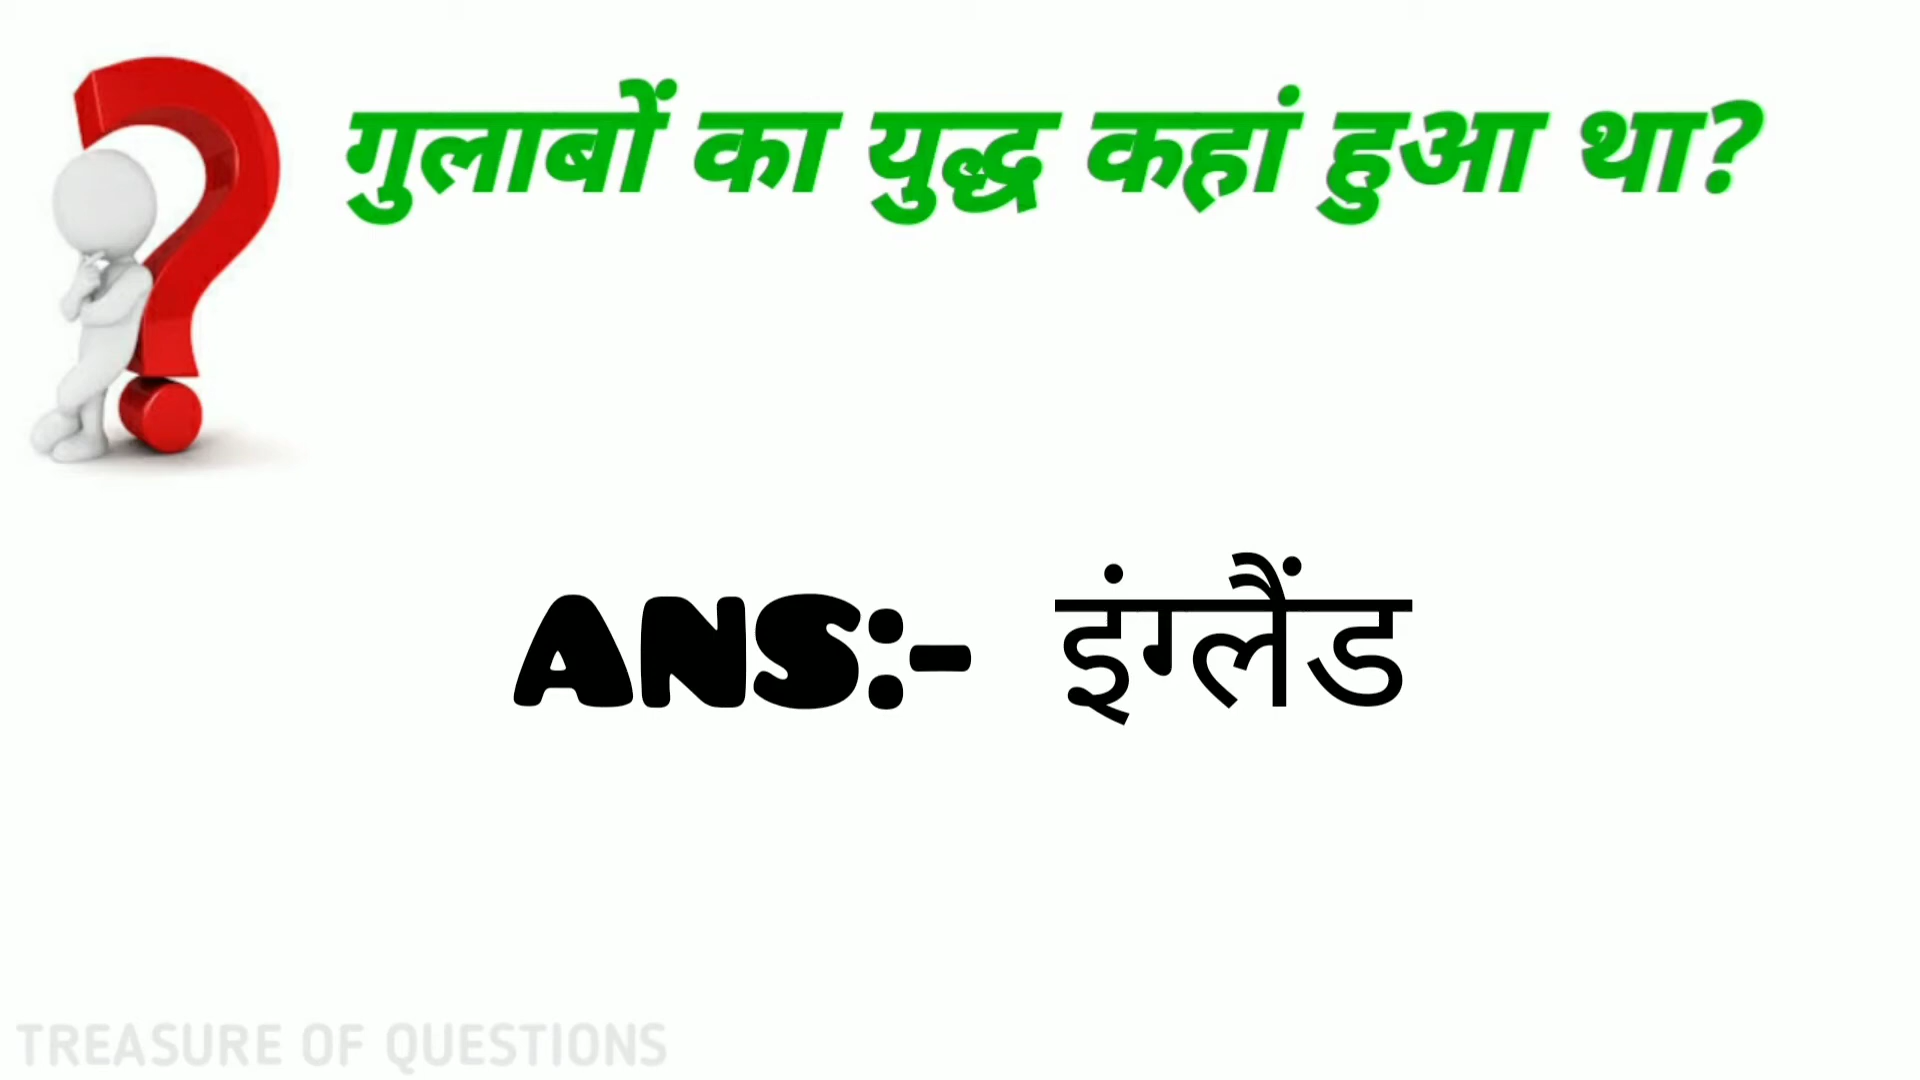 गुलाबों का युद्ध कहां हुआ था?
ANS:- इंग्लैंड
TREASURE OF QUESTIONS